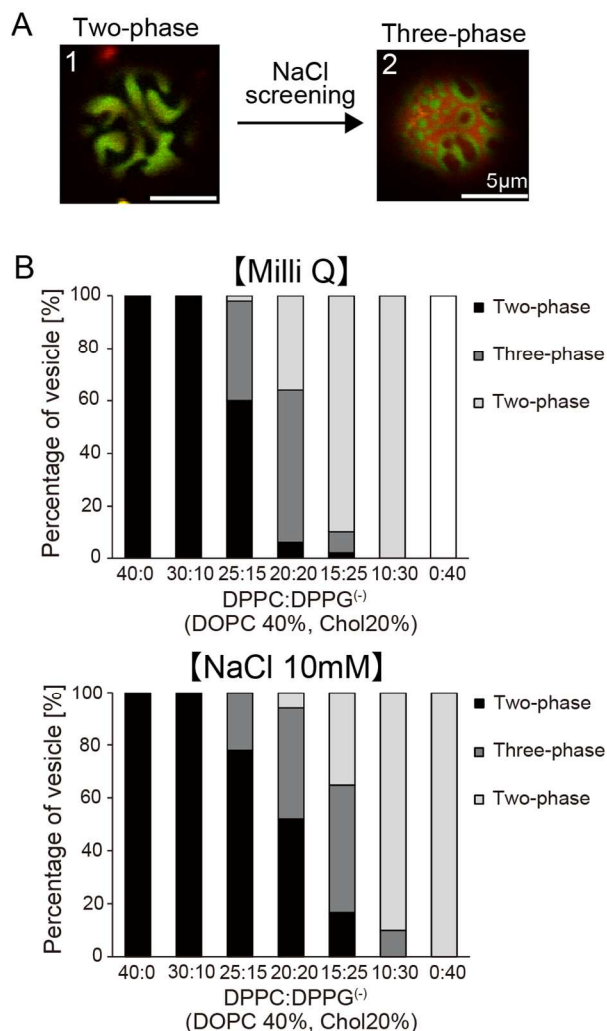 A
Two-phase
1
NaCl
screening
Three-phase
2
5μm
B
【Milli Q】
Percentage of vesicle [%]
100
80
60
40
20
0
40:0 30:10 25:15 20:20 15:25 10:30 0:40
DPPC:DPPG(-)
(DOPC 40%, Chol20%)
Two-phase
Three-phase
Two-phase
【NaCl 10mM】
Percentage of vesicle [%]
100
80
60
40
20
0
40:0 30:10 25:15 20:20 15:25 10:30 0:40
DPPC:DPPG(-)
(DOPC 40%, Chol20%)
Two-phase
Three-phase
Two-phase